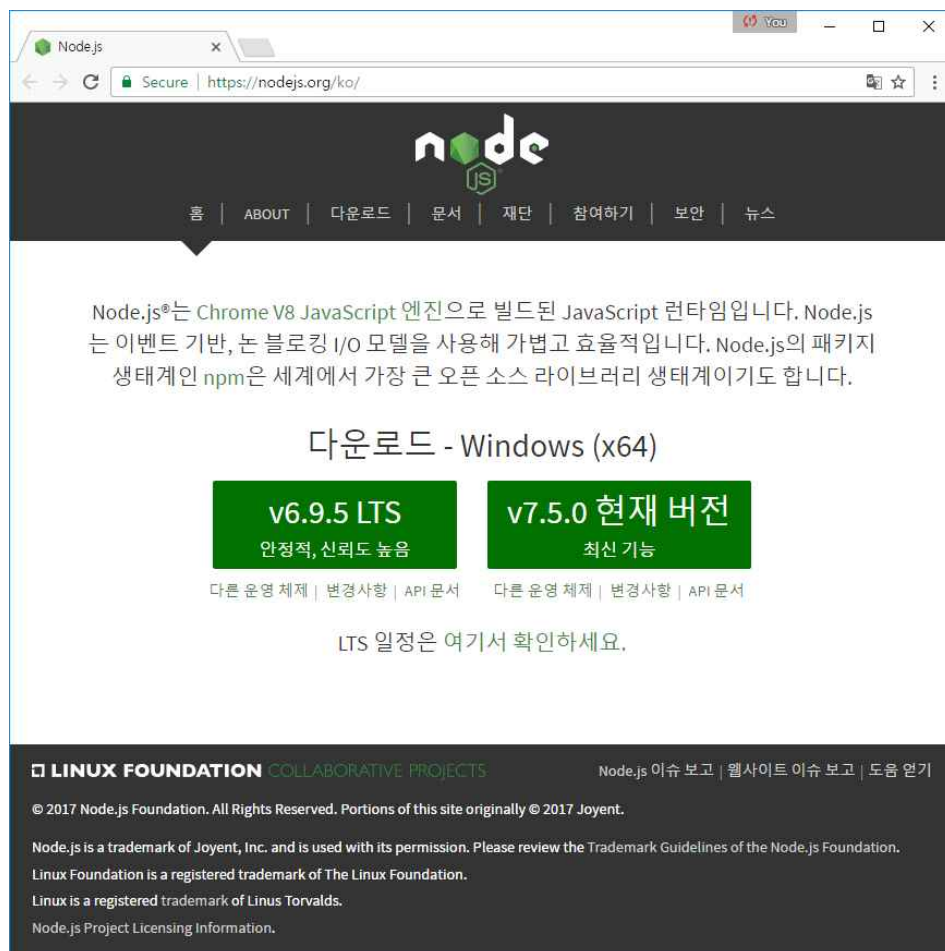 You
Node.js
Secure | https://nodejs.org/ko/
node
JS
홈 | ABOUT | 다운로드 | 문서 | 재단 | 참여하기 | 보안 | 뉴스
Node.js®는 Chrome V8 JavaScript 엔진으로 빌드된 JavaScript 런타임입니다. Node.js
는 이벤트 기반, 논 블로킹 I/O 모델을 사용해 가볍고 효율적입니다. Node.js의 패키지
생태계인 npm은 세계에서 가장 큰 오픈 소스 라이브러리 생태계이기도 합니다.
다운로드 - Windows (x64)
v6.9.5 LTS
안정적, 신뢰도 높음
v7.5.0 현재 버전
최신 기능
다른 운영 체제 | 변경사항 | API 문서
다른 운영 체제 | 변경사항 | API 문서
LTS 일정은 여기서 확인하세요.
LINUX FOUNDATION COLLABORATIVE PROJECTS
Node.js 이슈 보고 | 웹사이트 이슈 보고 | 도움 얻기
© 2017 Node.js Foundation. All Rights Reserved. Portions of this site originally © 2017 Joyent.
Node.js is a trademark of Joyent, Inc. and is used with its permission. Please review the Trademark Guidelines of the Node.js Foundation.
Linux Foundation is a registered trademark of The Linux Foundation.
Linux is a registered trademark of Linus Torvalds.
Node.js Project Licensing Information.